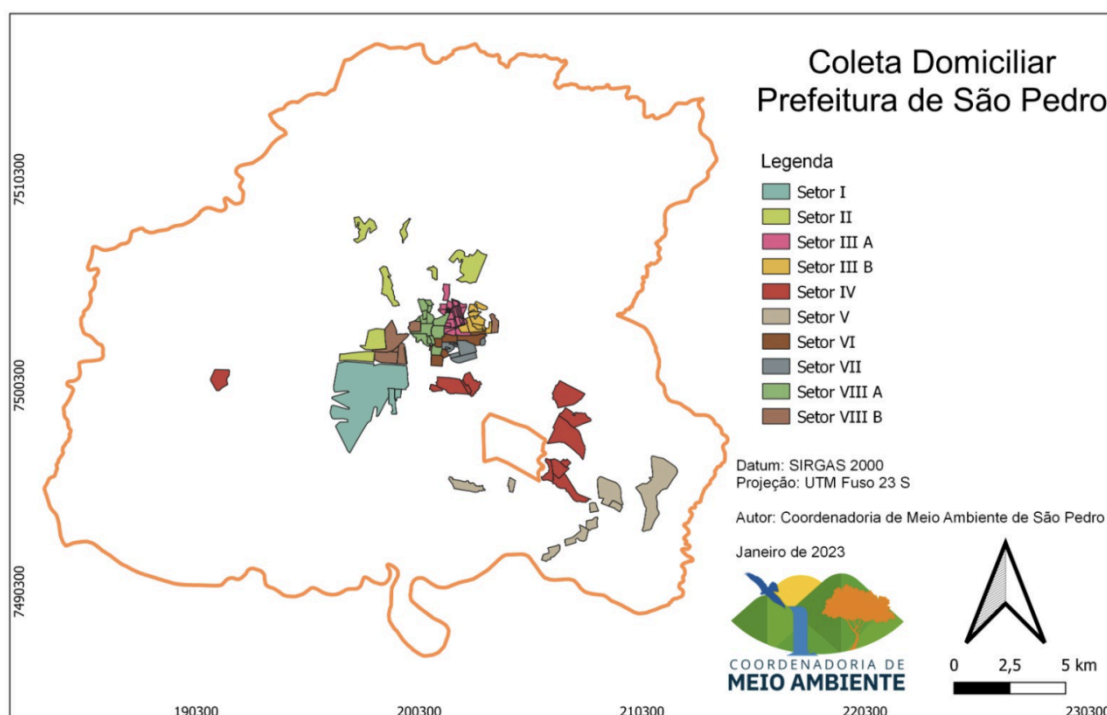 Coleta Domiciliar
Prefeitura de São Pedro
Legenda
Setor I
Setor II
Setor III A
Setor III B
Setor IV
Setor V
Setor VI
Setor VII
Setor VIII A
Setor VIII B
Datum: SIRGAS 2000
Projeção: UTM Fuso 23 S
Autor: Coordenadoria de Meio Ambiente de São Pedro
Janeiro de 2023
COORDENADORIA DE
MEIO AMBIENTE
0 2,5 5 km
7510300
7500300
7490300
190300 200300 210300 220300 230300